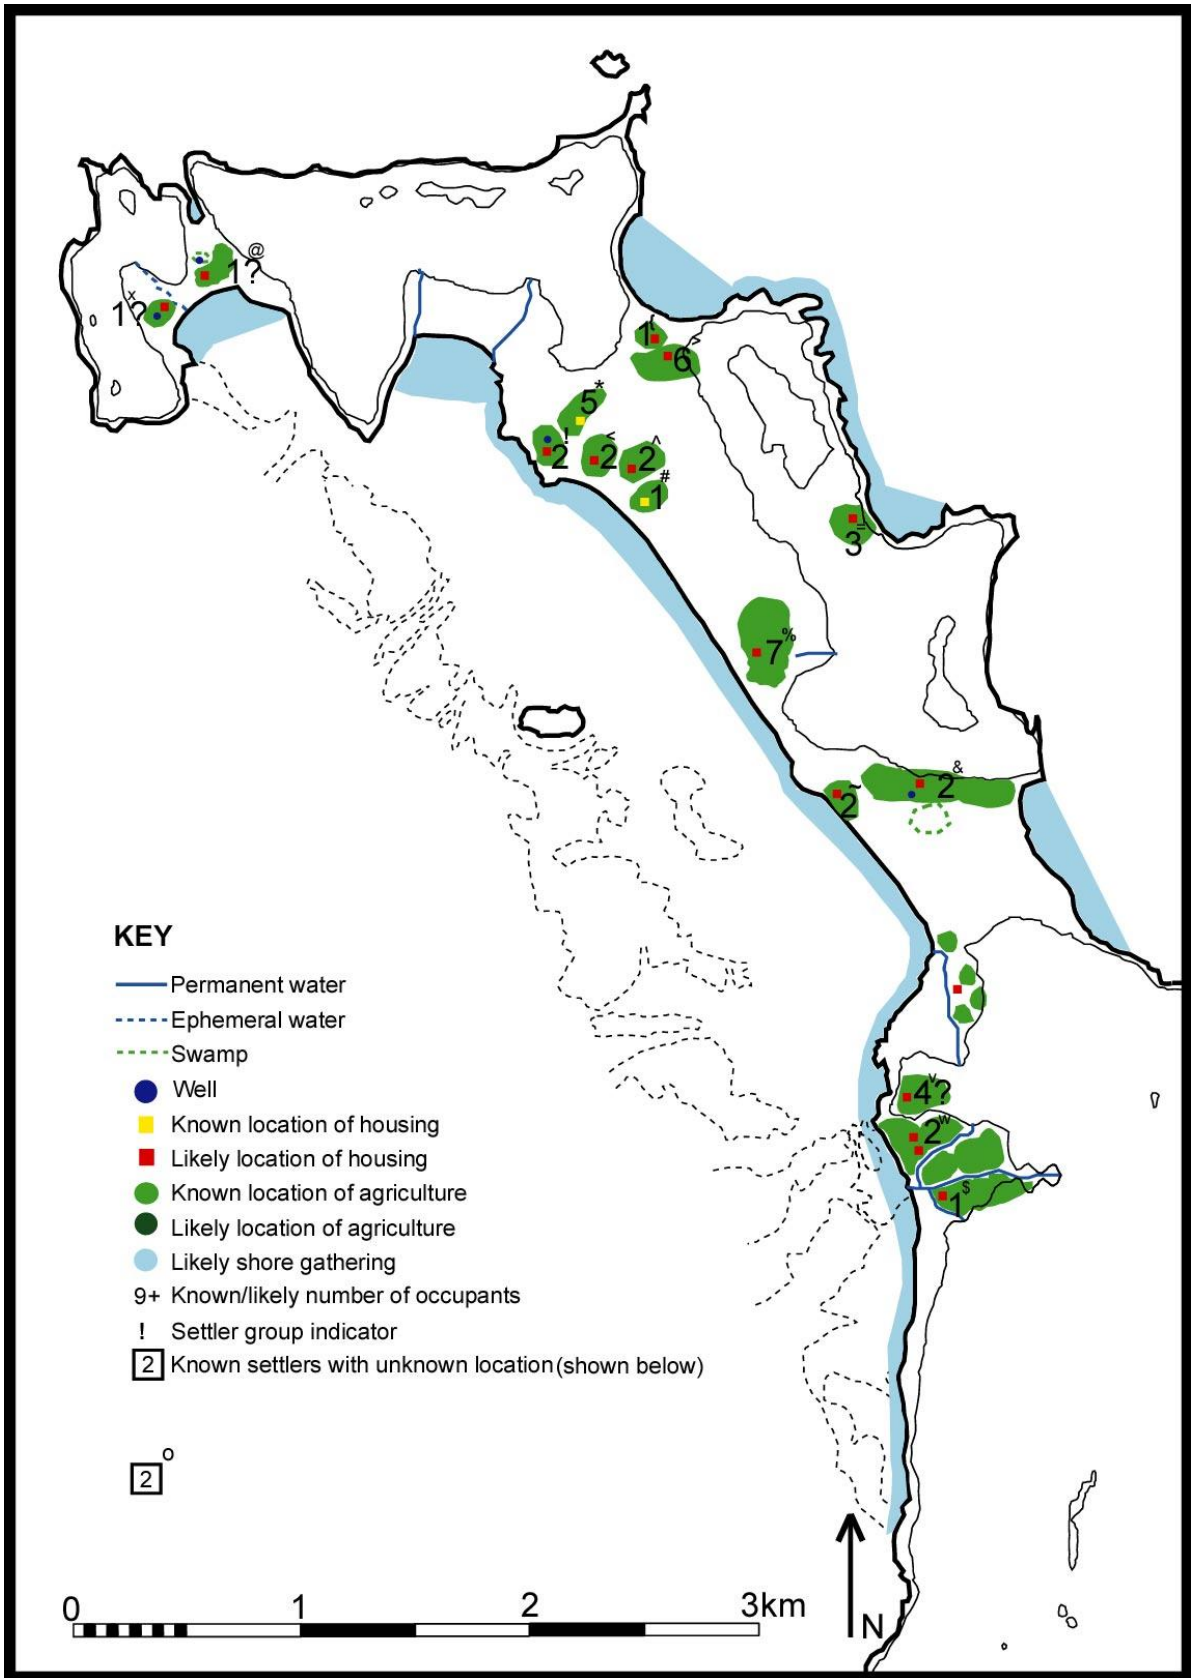 @
1?
x
1?
1
6
>
5*
2!
2<
2^
1#
3=
7%
2~
2&
4v?
2w
1$
KEY
Permanent water
Ephemeral water
Swamp
Well
Known location of housing
Likely location of housing
Known location of agriculture
Likely location of agriculture
Likely shore gathering
9+ Known/likely number of occupants
! Settler group indicator
2 Known settlers with unknown location (shown below)
2 o
0 1 2 3km
N